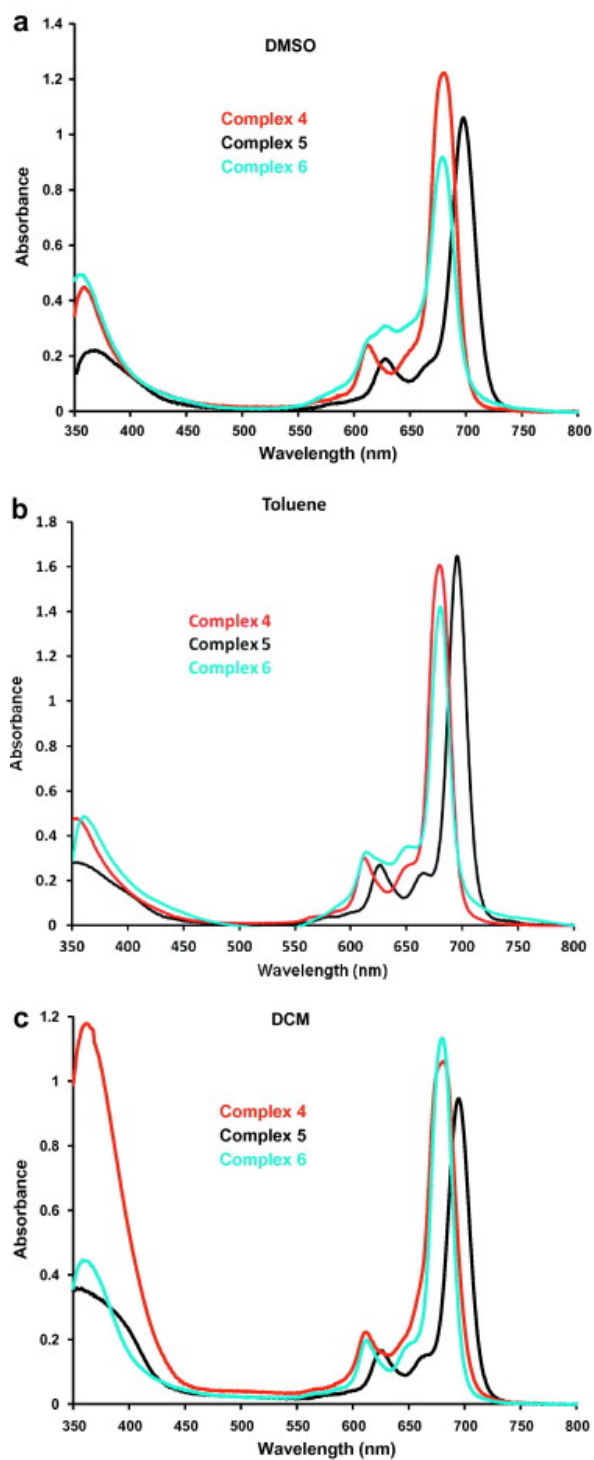 a
DMSO
Complex 4
Complex 5
Complex 6
Absorbance
1.4
1.2
1
0.8
0.6
0.4
0.2
0
350 400 450 500 550 600 650 700 750 800
Wavelength (nm)
b
Toluene
Complex 4
Complex 5
Complex 6
Absorbance
1.8
1.6
1.4
1.2
1
0.8
0.6
0.4
0.2
0
350 400 450 500 550 600 650 700 750 800
Wavelength (nm)
c
DCM
Complex 4
Complex 5
Complex 6
Absorbance
1.2
1
0.8
0.6
0.4
0.2
0
350 400 450 500 550 600 650 700 750 800
Wavelength (nm)